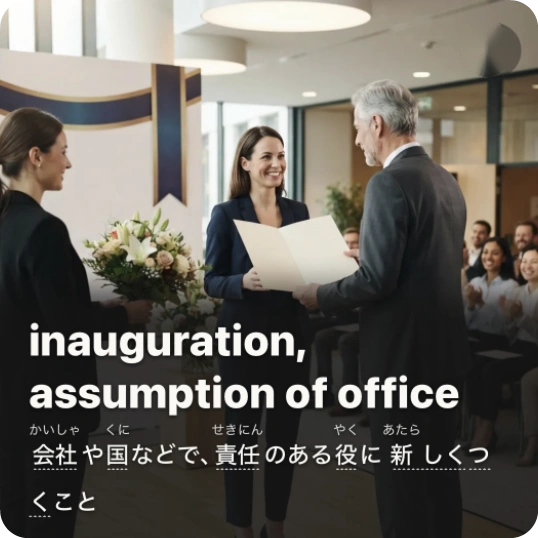 inauguration,
assumption of office
かいしゃ くに せきにん やく あたら
会社や国などで、責任のある役に 新しくつ
くこと